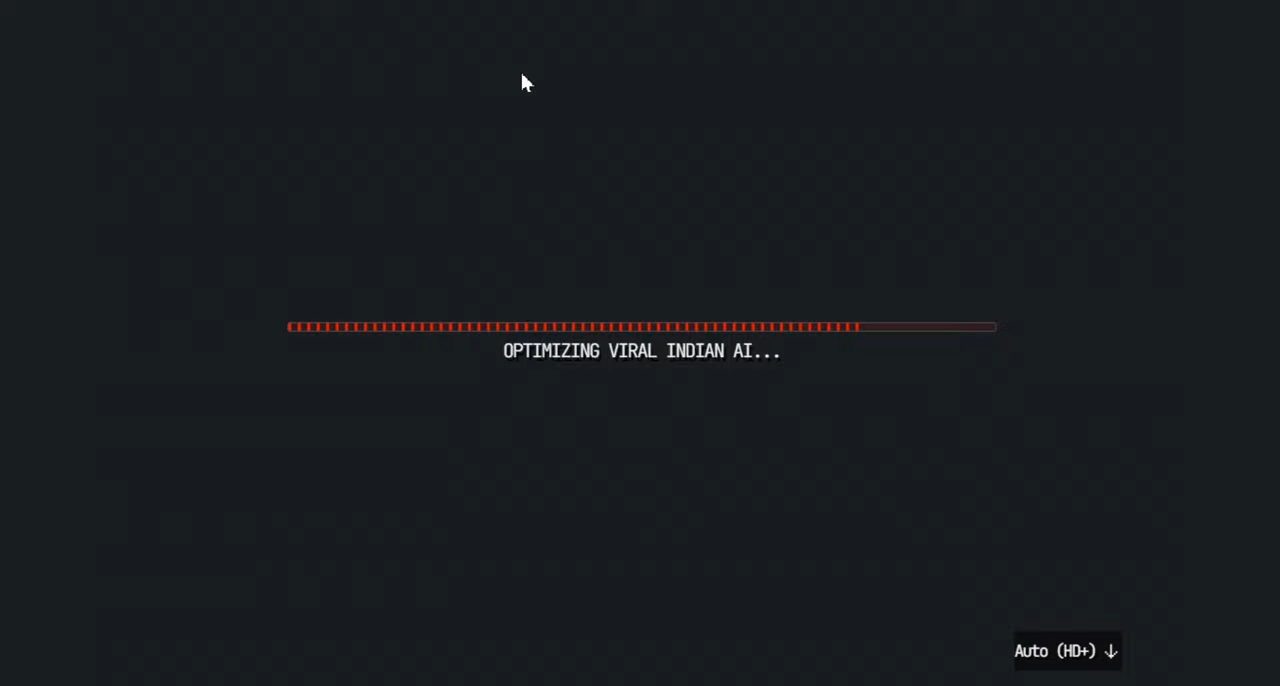 OPTIMIZING VIRAL INDIAN AI...
Auto (HD+) ↓